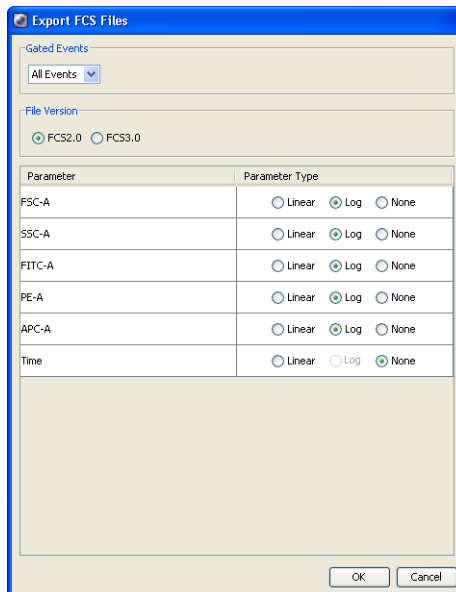 Export FCS Files
Gated Events
All Events
File Version
FCS2.0 FCS3.0
Parameter Parameter Type
FSC-A Linear Log None
SSC-A Linear Log None
FITC-A Linear Log None
PE-A Linear Log None
APC-A Linear Log None
Time Linear Log None
OK Cancel